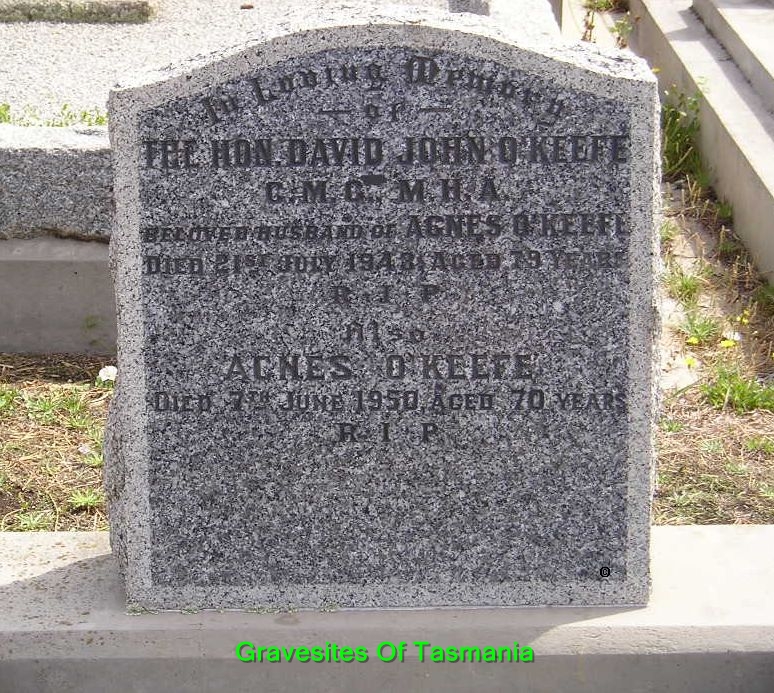 In Loving Memory
— of —
THE HON. DAVID JOHN O'KEEFE
C.M.G., M.H.A.
BELOVED HUSBAND OF AGNES O'KEEFE
DIED 21ST JULY 1943, AGED 79 YEARS
R. I. P.
Also
AGNES O'KEEFE
DIED 7TH JUNE 1950, AGED 70 YEARS
R. I. P.
©
Gravesites Of Tasmania